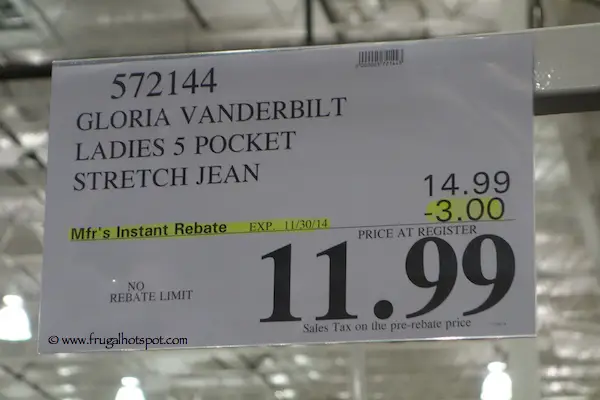 572144
GLORIA VANDERBILT
LADIES 5 POCKET
STRETCH JEAN
14.99
-3.00
Mfr's Instant Rebate EXP. 11/30/14
PRICE AT REGISTER
11.99
NO
REBATE LIMIT
Sales Tax on the pre-rebate price
© www.frugalhotspot.com